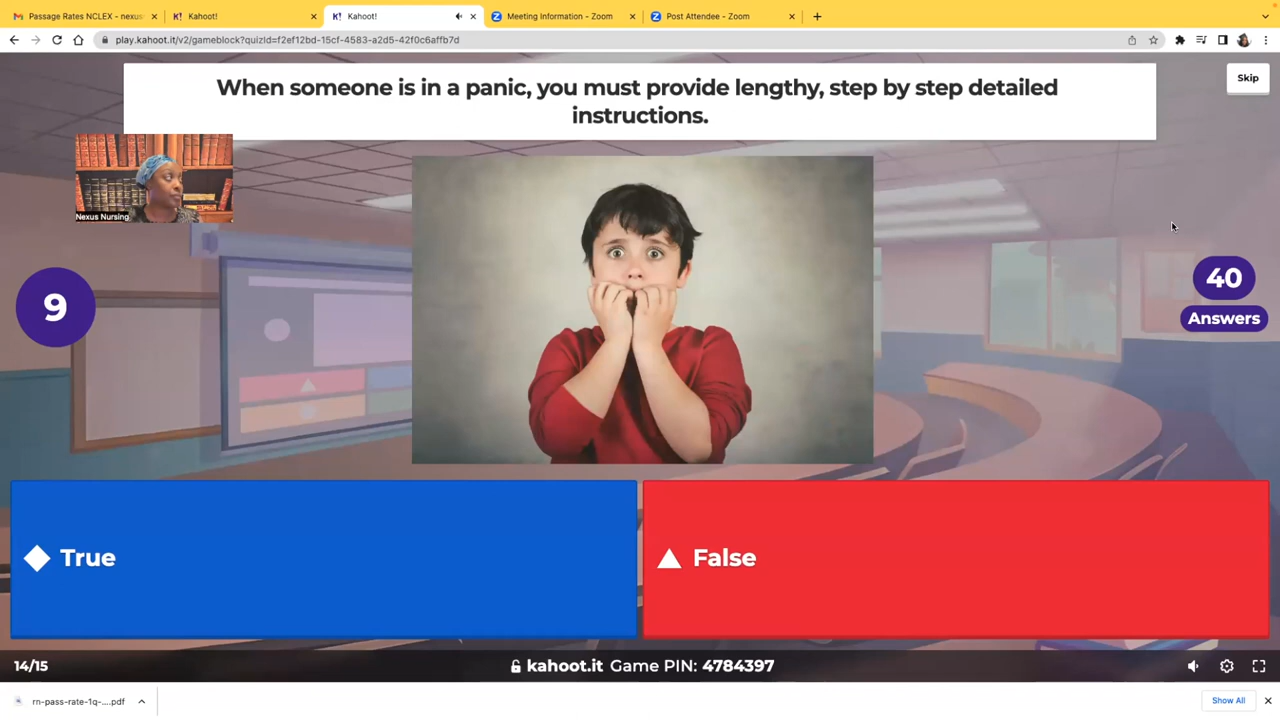 Passage Rates NCLEX - nexus
Kahoot!
Kahoot!
Meeting Information - Zoom
Post Attendee - Zoom
play.kahoot.it/v2/gameblock?quizId=f2ef12bd-15cf-4583-a2d5-42f0c6affb7d
When someone is in a panic, you must provide lengthy, step by step detailed
instructions.
Skip
Nexus Nursing
9
40
Answers
True
False
14/15
kahoot.it Game PIN: 4784397
rn-pass-rate-1q-....pdf
Show All